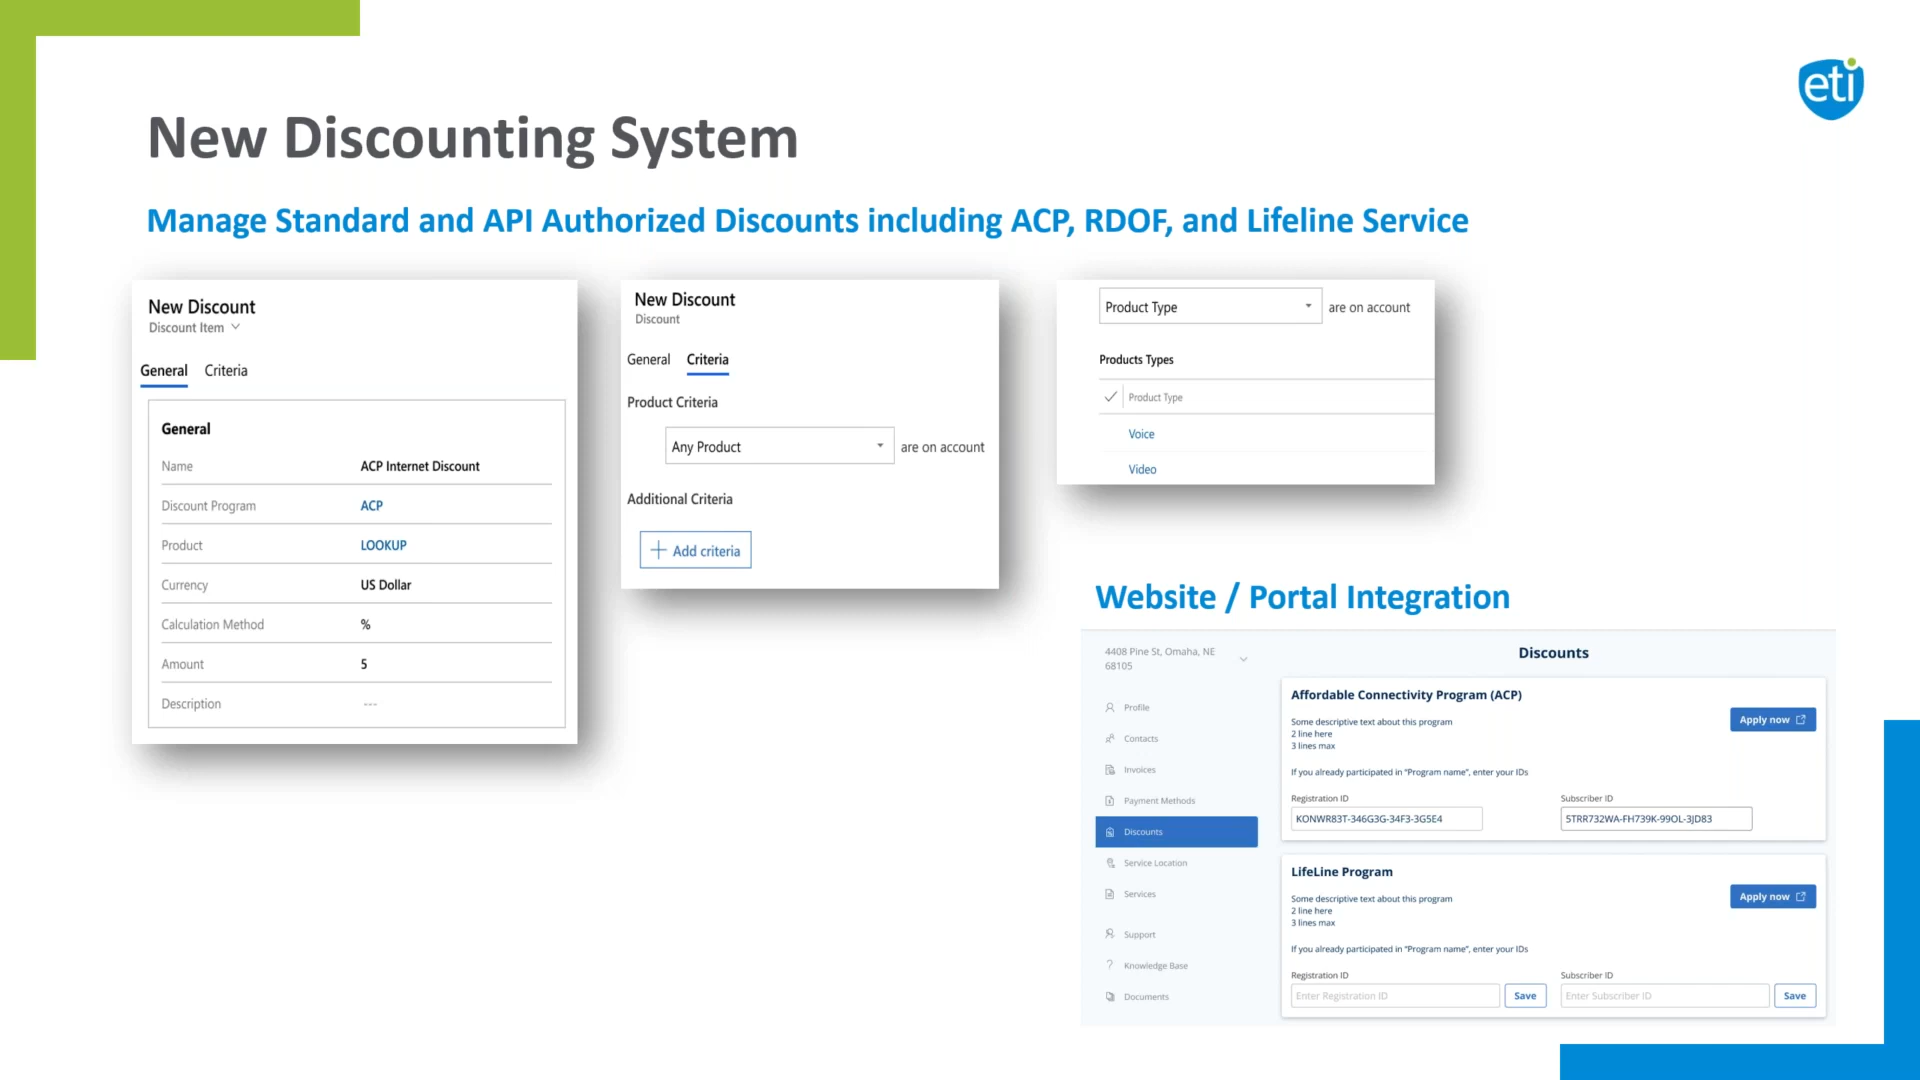 eti
New Discounting System
Manage Standard and API Authorized Discounts including ACP, RDOF, and Lifeline Service
New Discount
Discount Item
General Criteria
General
Name ACP Internet Discount
Discount Program ACP
Product LOOKUP
Currency US Dollar
Calculation Method %
Amount 5
Description ---
New Discount
Discount
General Criteria
Product Criteria
Any Product are on account
Additional Criteria
+ Add criteria
Product Type are on account
Products Types
Product Type
Voice
Video
Website / Portal Integration
4408 Pine St, Omaha, NE
68105
Profile
Contacts
Invoices
Payment Methods
Discounts
Service Location
Services
Support
Knowledge Base
Documents
Discounts
Affordable Connectivity Program (ACP)
Some descriptive text about this program
2 line here
3 lines max
Apply now
If you already participated in "Program name", enter your IDs
Registration ID Subscriber ID
KONWR83T-346G3G-34F3-3G5E4 5TRR732WA-FH739K-99OL-3JD83
LifeLine Program
Some descriptive text about this program
2 line here
3 lines max
Apply now
If you already participated in "Program name", enter your IDs
Registration ID Subscriber ID
Enter Registration ID Save Enter Subscriber ID Save